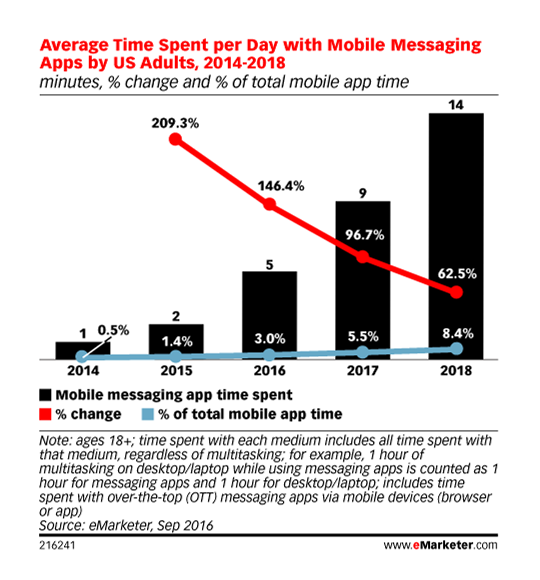 Average Time Spent per Day with Mobile Messaging
Apps by US Adults, 2014-2018
minutes, % change and % of total mobile app time
14
209.3%
146.4%
9
96.7%
5
62.5%
2
1 0.5%
1.4%
3.0%
5.5%
8.4%
2014 2015 2016 2017 2018
Mobile messaging app time spent
% change % of total mobile app time
Note: ages 18+; time spent with each medium includes all time spent with
that medium, regardless of multitasking; for example, 1 hour of
multitasking on desktop/laptop while using messaging apps is counted as 1
hour for messaging apps and 1 hour for desktop/laptop; includes time
spent with over-the-top (OTT) messaging apps via mobile devices (browser
or app)
Source: eMarketer, Sep 2016
216241 www.eMarketer.com